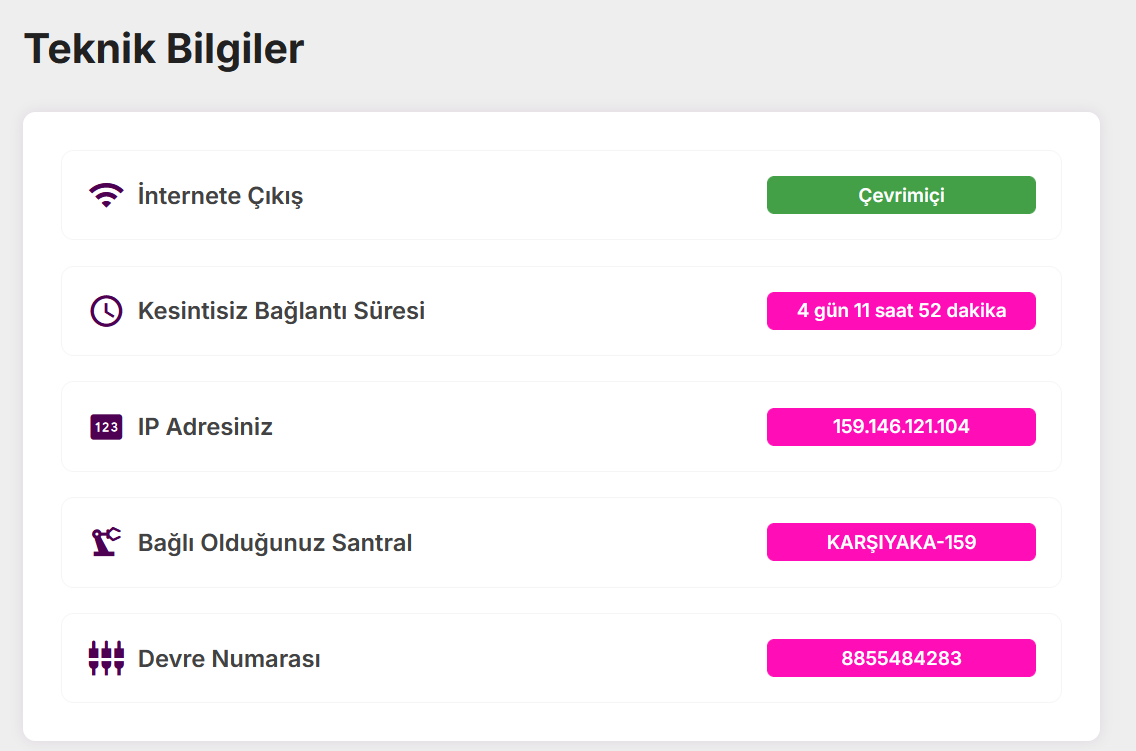 Teknik Bilgiler
İnternete Çıkış
Çevrimiçi
Kesintisiz Bağlantı Süresi
4 gün 11 saat 52 dakika
123
IP Adresiniz
159.146.121.104
Bağlı Olduğunuz Santral
KARŞIYAKA-159
Devre Numarası
8855484283